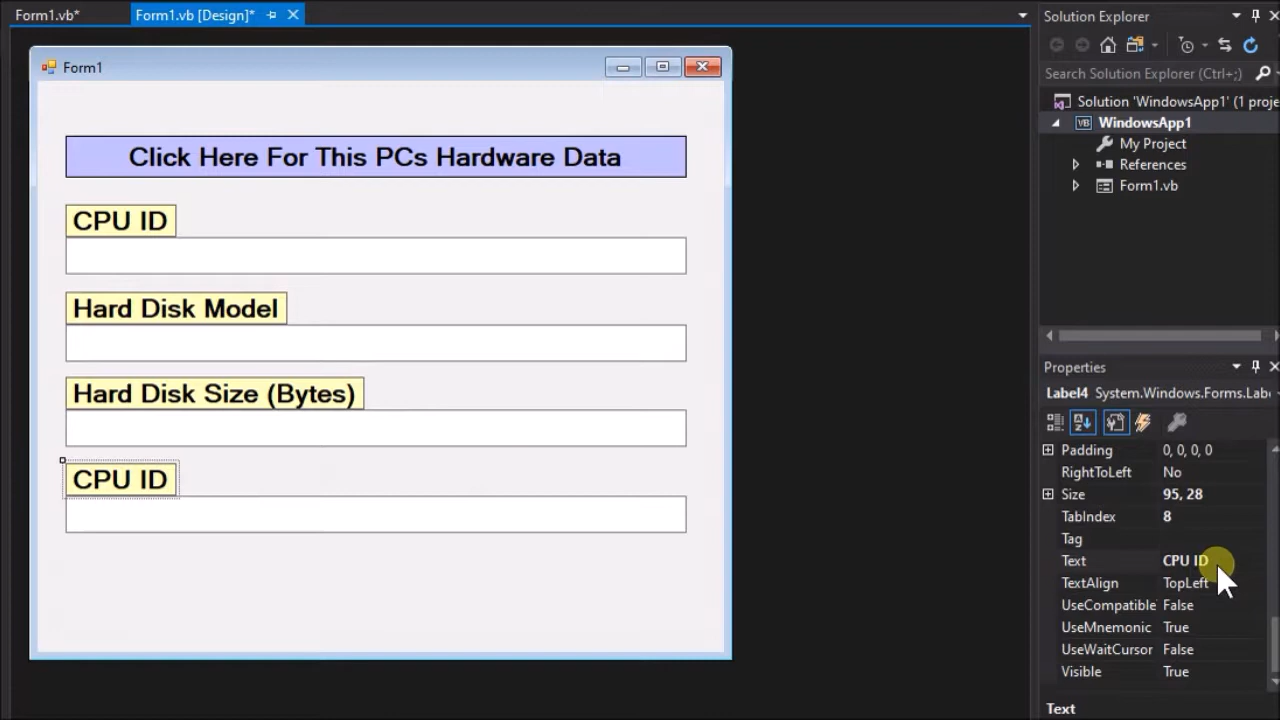 Form1.vb*
Form1.vb [Design]*
Form1
Click Here For This PCs Hardware Data
CPU ID
Hard Disk Model
Hard Disk Size (Bytes)
CPU ID
Solution Explorer
Search Solution Explorer (Ctrl+;)
Solution 'WindowsApp1' (1 proje
WindowsApp1
My Project
References
Form1.vb
Properties
Label4 System.Windows.Forms.Labe
Padding 0, 0, 0, 0
RightToLeft No
Size 95, 28
TabIndex 8
Tag
Text CPU ID
TextAlign TopLeft
UseCompatible False
UseMnemonic True
UseWaitCursor False
Visible True
Text